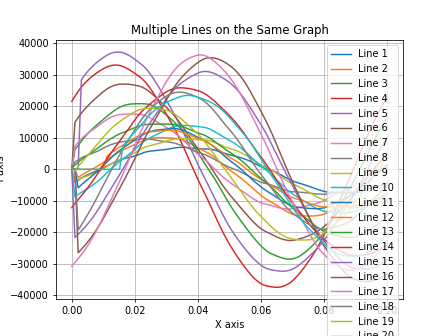 Multiple Lines on the Same Graph
40000
30000
20000
10000
0
−10000
−20000
−30000
−40000
0.00
0.02
0.04
0.06
0.08
X axis
Line 1
Line 2
Line 3
Line 4
Line 5
Line 6
Line 7
Line 8
Line 9
Line 10
Line 11
Line 12
Line 13
Line 14
Line 15
Line 16
Line 17
Line 18
Line 19
Line 20